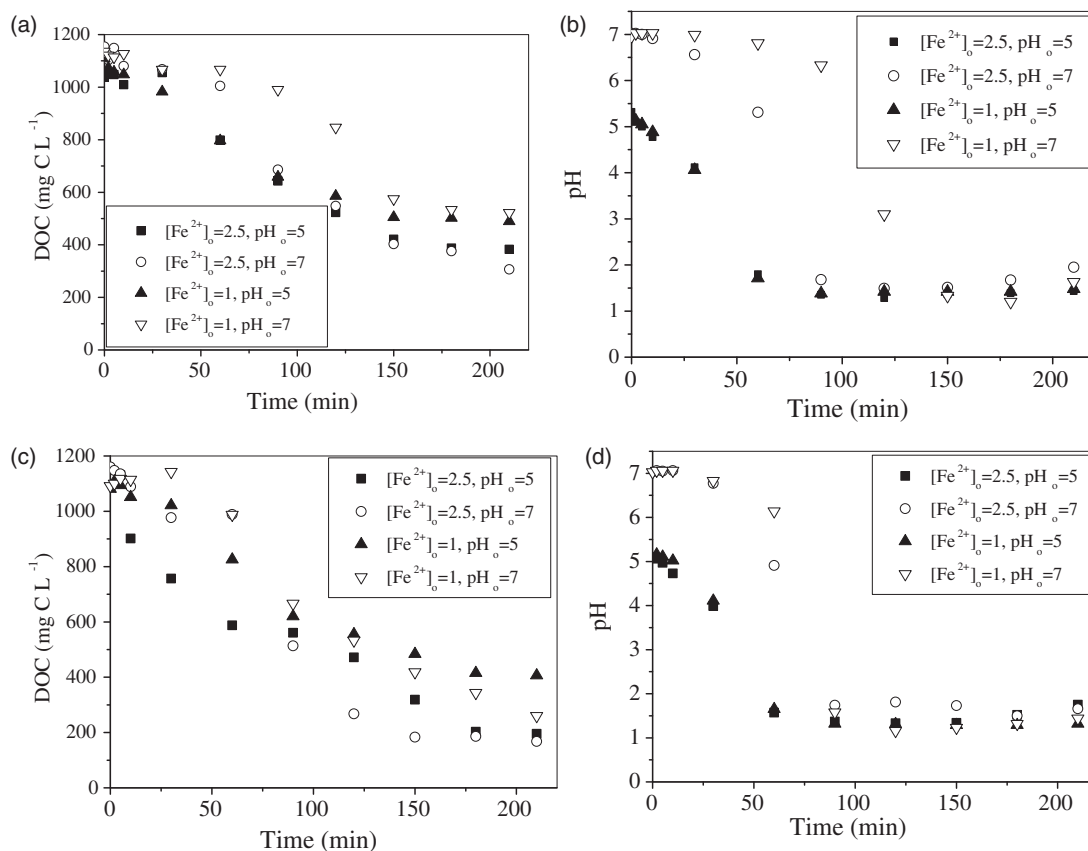 (a)
1200
1000
800
600
400
200
0
DOC (mg C L⁻¹)
[Fe²⁺]ₒ=2.5, pHₒ=5
[Fe²⁺]ₒ=2.5, pHₒ=7
[Fe²⁺]ₒ=1, pHₒ=5
[Fe²⁺]ₒ=1, pHₒ=7
0 50 100 150 200
Time (min)
(b)
8
7
6
5
4
3
2
1
0
pH
[Fe²⁺]ₒ=2.5, pHₒ=5
[Fe²⁺]ₒ=2.5, pHₒ=7
[Fe²⁺]ₒ=1, pHₒ=5
[Fe²⁺]ₒ=1, pHₒ=7
0 50 100 150 200
Time (min)
(c)
1200
1000
800
600
400
200
0
DOC (mg C L⁻¹)
[Fe²⁺]ₒ=2.5, pHₒ=5
[Fe²⁺]ₒ=2.5, pHₒ=7
[Fe²⁺]ₒ=1, pHₒ=5
[Fe²⁺]ₒ=1, pHₒ=7
0 50 100 150 200
Time (min)
(d)
8
7
6
5
4
3
2
1
0
pH
[Fe²⁺]ₒ=2.5, pHₒ=5
[Fe²⁺]ₒ=2.5, pHₒ=7
[Fe²⁺]ₒ=1, pHₒ=5
[Fe²⁺]ₒ=1, pHₒ=7
0 50 100 150 200
Time (min)